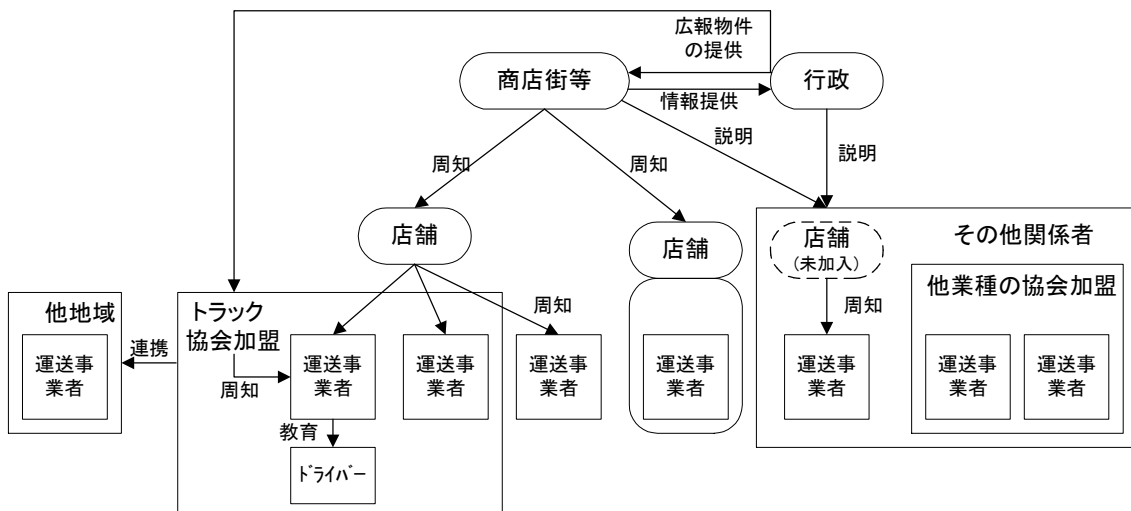 広報物件
の提供
商店街等
行政
情報提供
説明
説明
周知
周知
店舗
店舗
店舗
(未加入)
その他関係者
他業種の協会加盟
他地域
トラック
協会加盟
周知
周知
連携
周知
運送事
業者
運送事
業者
運送事
業者
運送事
業者
運送事
業者
運送事
業者
運送事
業者
運送事
業者
教育
ﾄﾞﾗｲﾊﾞｰ